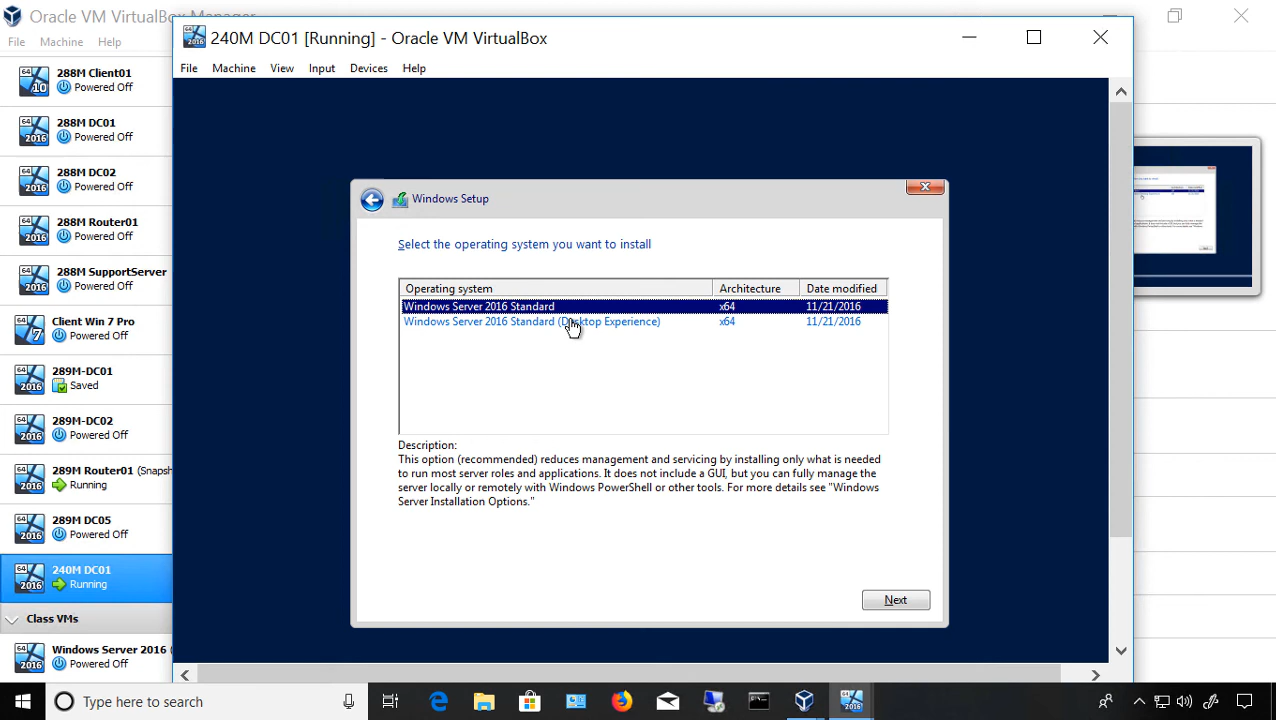 Oracle VM VirtualBox Manager
File Machine Help
288M Client01
Powered Off
288M DC01
Powered Off
288M DC02
Powered Off
288M Router01
Powered Off
288M SupportServer
Powered Off
Client Win 7 Pro
Powered Off
289M-DC01
Saved
289M-DC02
Powered Off
289M Router01 (Snapsh
Running
289M DC05
Powered Off
240M DC01
Running
Class VMs
Windows Server 2016 (
Powered Off
240M DC01 [Running] - Oracle VM VirtualBox
File Machine View Input Devices Help
Windows Setup
Select the operating system you want to install
Operating system Architecture Date modified
Windows Server 2016 Standard x64 11/21/2016
Windows Server 2016 Standard (Desktop Experience) x64 11/21/2016
Description:
This option (recommended) reduces management and servicing by installing only what is needed
to run most server roles and applications. It does not include a GUI, but you can fully manage the
server locally or remotely with Windows PowerShell or other tools. For more details see "Windows
Server Installation Options."
Next
Type here to search